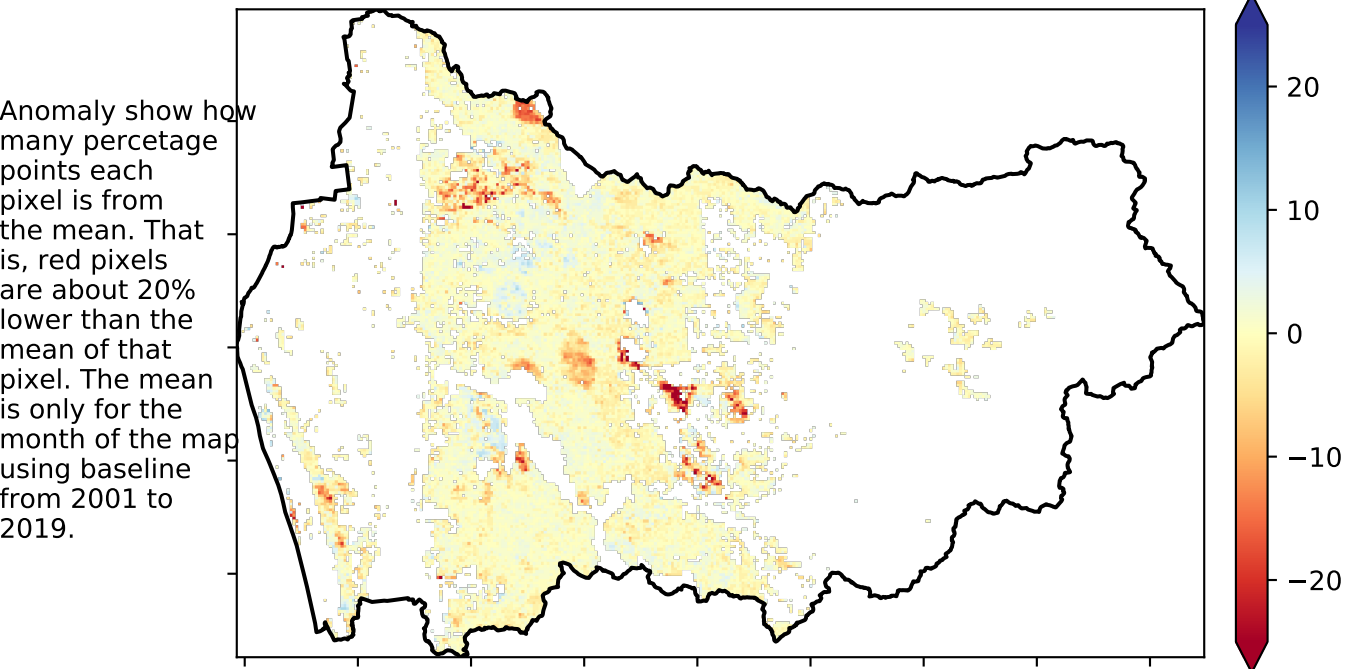 Anomaly show how
many percetage
points each
pixel is from
the mean. That
is, red pixels
are about 20%
lower than the
mean of that
pixel. The mean
is only for the
month of the map
using baseline
from 2001 to
2019.
20
10
0
−10
−20